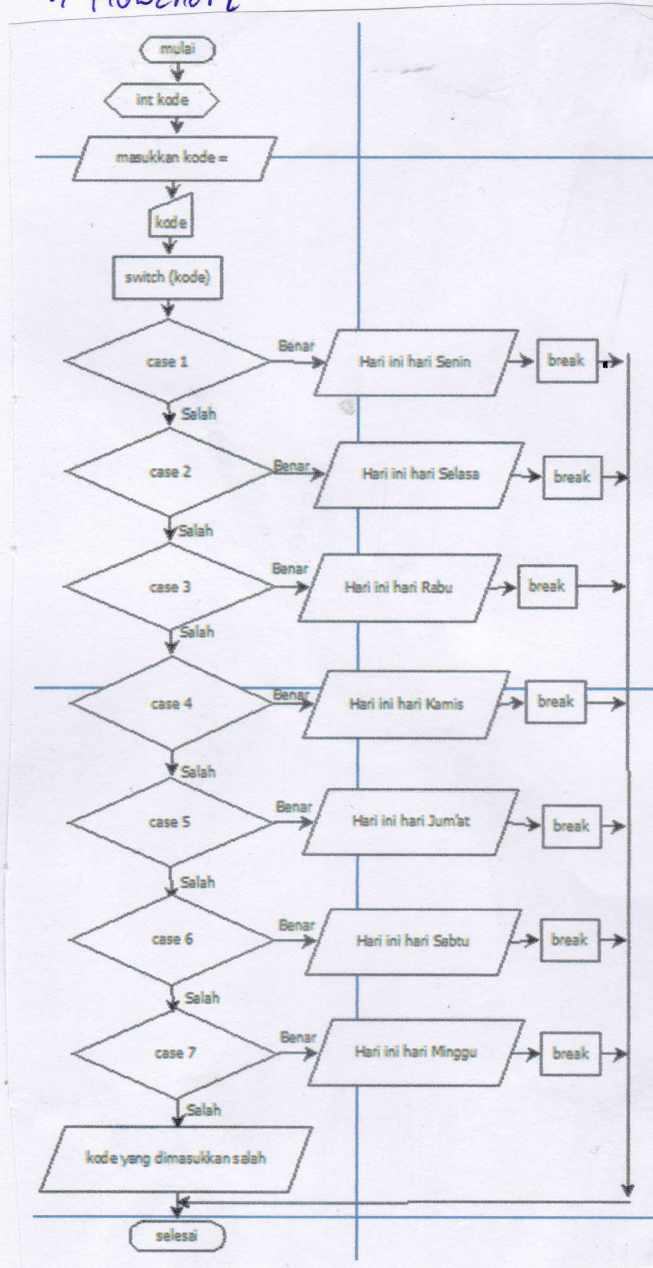 Flowchart
mulai
int kode
masukkan kode =
kode
switch (kode)
case 1
Benar
Hari ini hari Senin
break
Salah
case 2
Benar
Hari ini hari Selasa
break
Salah
case 3
Benar
Hari ini hari Rabu
break
Salah
case 4
Benar
Hari ini hari Kamis
break
Salah
case 5
Benar
Hari ini hari Jum'at
break
Salah
case 6
Benar
Hari ini hari Sabtu
break
Salah
case 7
Benar
Hari ini hari Minggu
break
Salah
kode yang dimasukkan salah
selesai